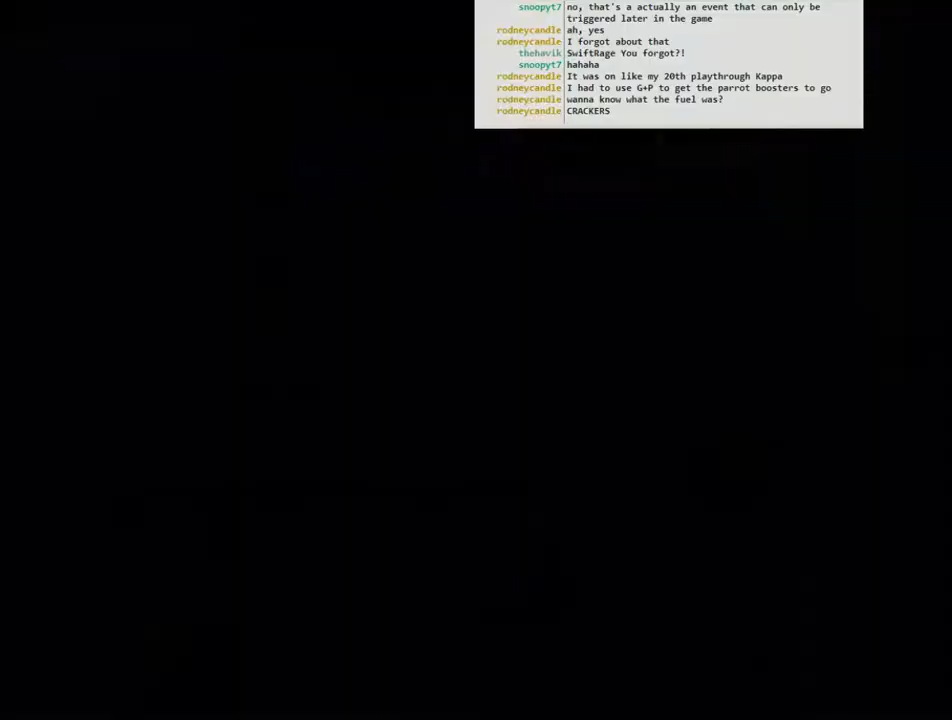 snoopyt7 no, that's a actually an event that can only be
triggered later in the game
rodneycandle ah, yes
rodneycandle I forgot about that
thehavik SwiftRage You forgot?!
snoopyt7 hahaha
rodneycandle It was on like my 20th playthrough Kappa
rodneycandle I had to use G+P to get the parrot boosters to go
rodneycandle wanna know what the fuel was?
rodneycandle CRACKERS